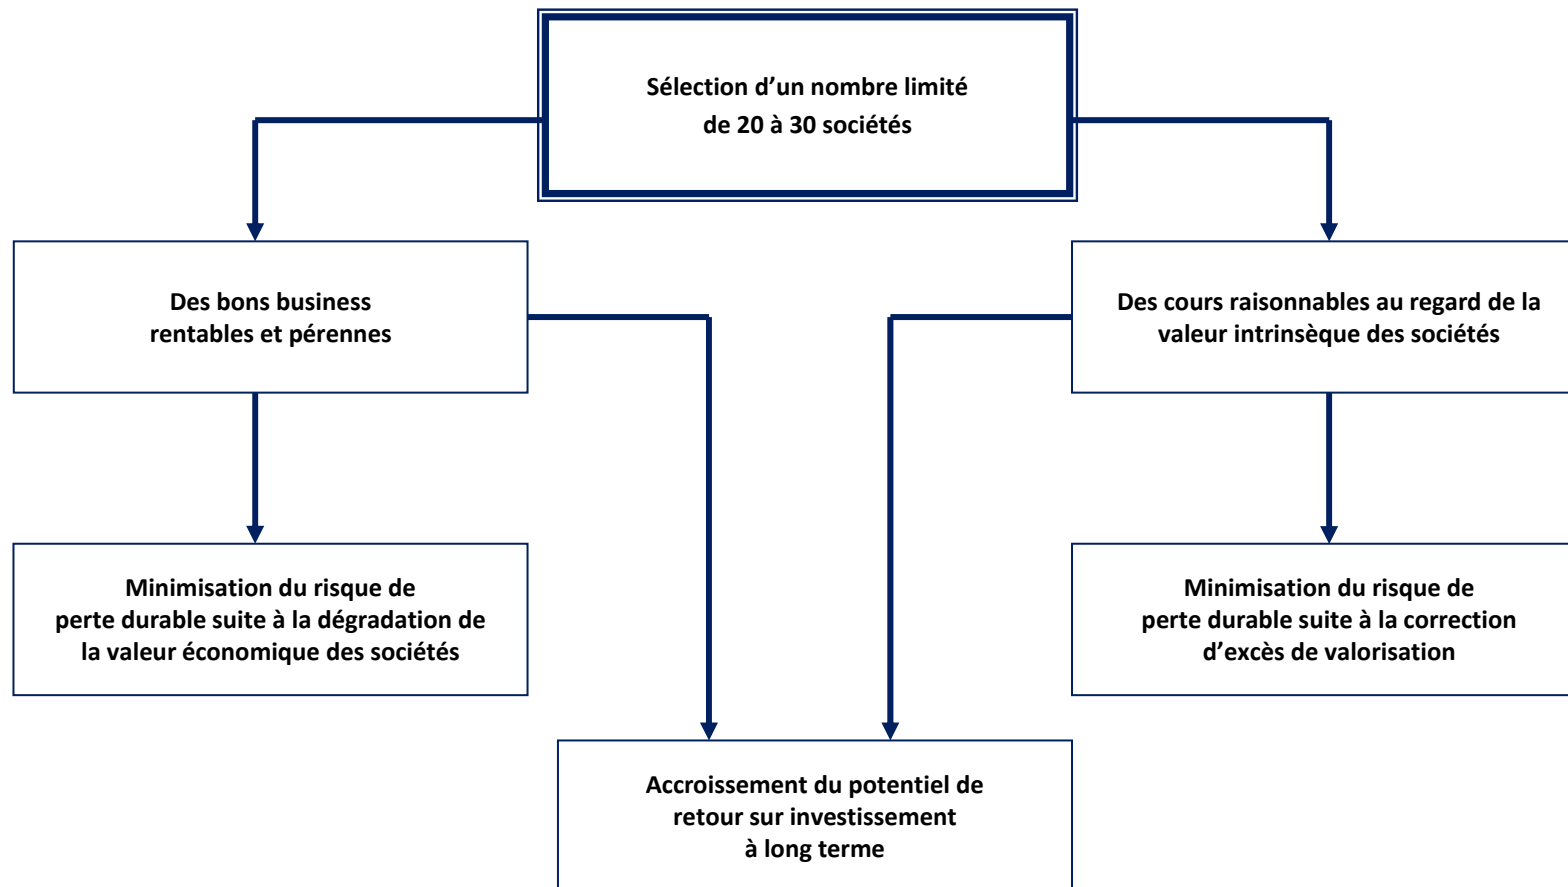 Sélection d’un nombre limité
de 20 à 30 sociétés
Des bons business
rentables et pérennes
Des cours raisonnables au regard de la
valeur intrinsèque des sociétés
Minimisation du risque de
perte durable suite à la dégradation de
la valeur économique des sociétés
Minimisation du risque de
perte durable suite à la correction
d’excès de valorisation
Accroissement du potentiel de
retour sur investissement
à long terme